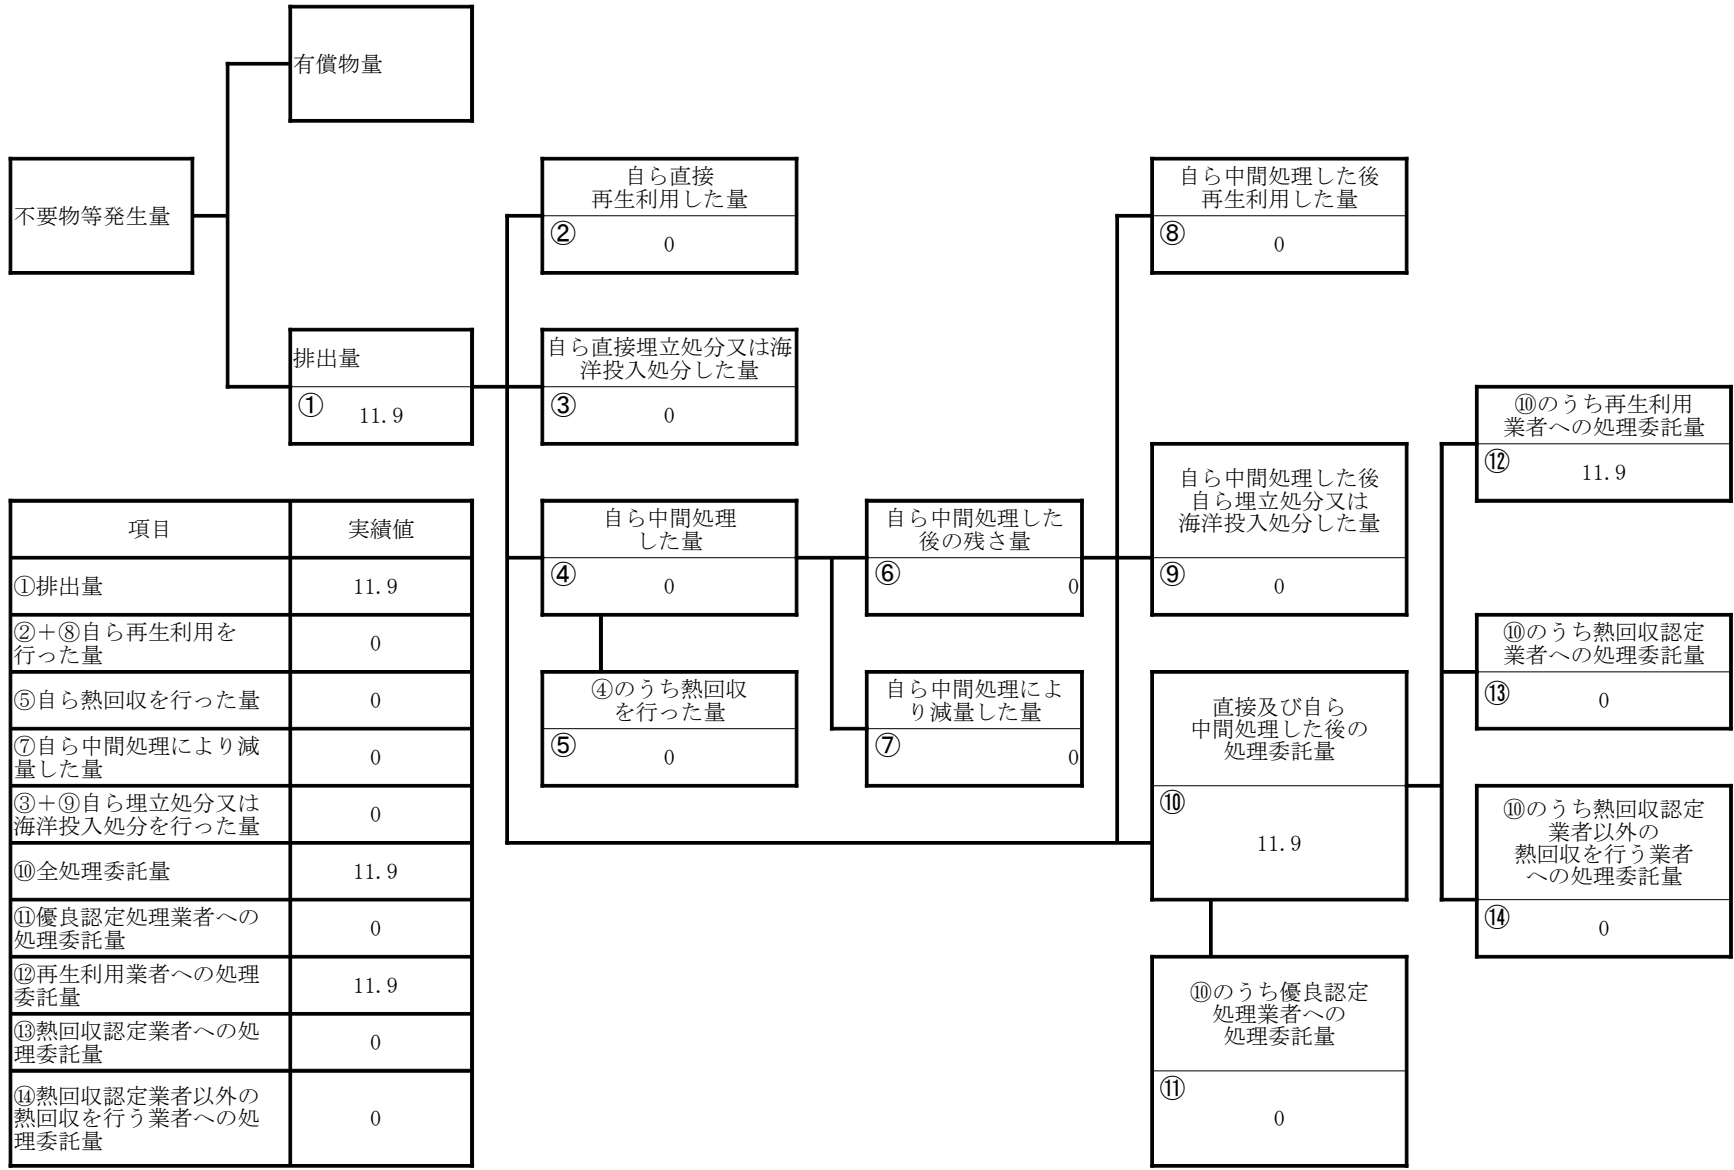 有償物量
不要物等発生量
自ら直接
再生利用した量
②
0
自ら中間処理した後
再生利用した量
⑧
0
排出量
①
11.9
自ら直接埋立処分又は海
洋投入処分した量
③
0
⑩のうち再生利用
業者への処理委託量
⑫
11.9
自ら中間処理
した量
④
0
自ら中間処理した
後の残さ量
⑥
0
自ら中間処理した後
自ら埋立処分又は
海洋投入処分した量
⑨
0
⑩のうち熱回収認定
業者への処理委託量
⑬
0
④のうち熱回収
を行った量
⑤
0
自ら中間処理によ
り減量した量
⑦
0
直接及び自ら
中間処理した後の
処理委託量
⑩
11.9
⑩のうち熱回収認定
業者以外の
熱回収を行う業者
への処理委託量
⑭
0
⑩のうち優良認定
処理業者への
処理委託量
⑪
0
項目 実績値
①排出量 11.9
②+⑧自ら再生利用を
行った量 0
⑤自ら熱回収を行った量 0
⑦自ら中間処理により減
量した量 0
③+⑨自ら埋立処分又は
海洋投入処分を行った量 0
⑩全処理委託量 11.9
⑪優良認定処理業者への
処理委託量 0
⑫再生利用業者への処理
委託量 11.9
⑬熱回収認定業者への処
理委託量 0
⑭熱回収認定業者以外の
熱回収を行う業者への処
理委託量 0